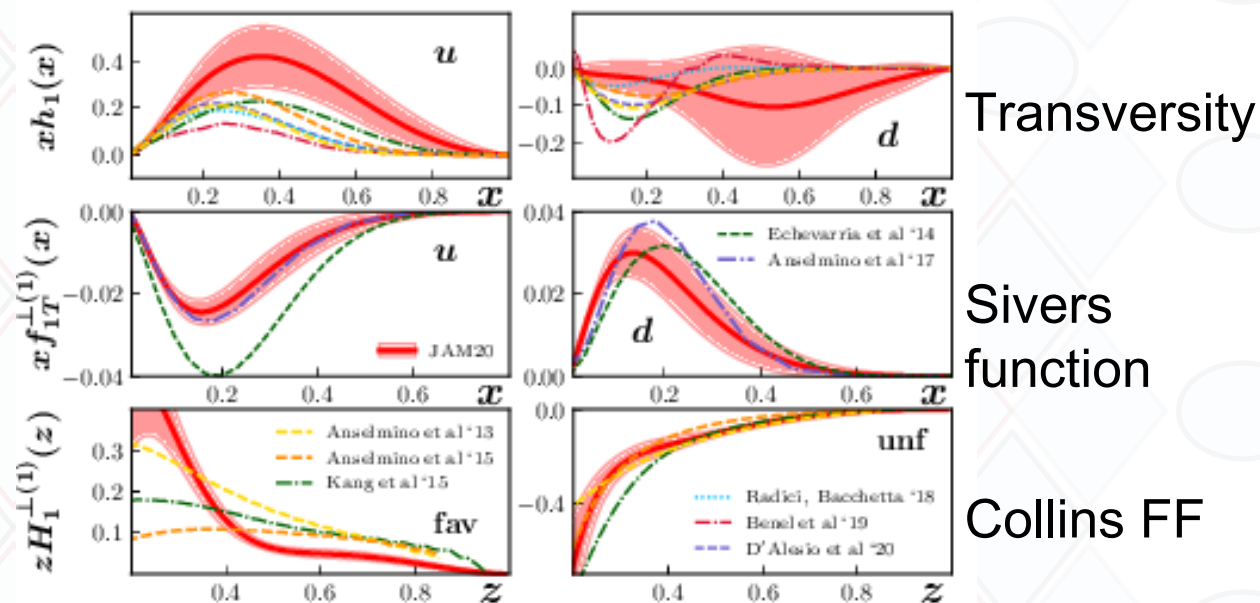 xh₁(x)
0.4
0.2
0.0
u
0.2 0.4 0.6 0.8 x
0.0
−0.1
−0.2
d
0.2 0.4 0.6 0.8 x
Transversity
xf₁T^⊥(1)(x)
0.00
−0.02
−0.04
u
JAM20
0.2 0.4 0.6 x
0.04
0.02
0.00
Echevarria et al ‘14
Anselmino et al ‘17
d
0.2 0.4 0.6 x
Sivers
function
zH₁^⊥(1)(z)
0.3
0.2
0.1
Anselmino et al ‘13
Anselmino et al ‘15
Kang et al ‘15
fav
0.4 0.6 0.8 z
0.0
−0.4
unf
Radici, Bacchetta ‘18
Benel et al ‘19
D'Alesio et al ‘20
0.4 0.6 0.8 z
Collins FF